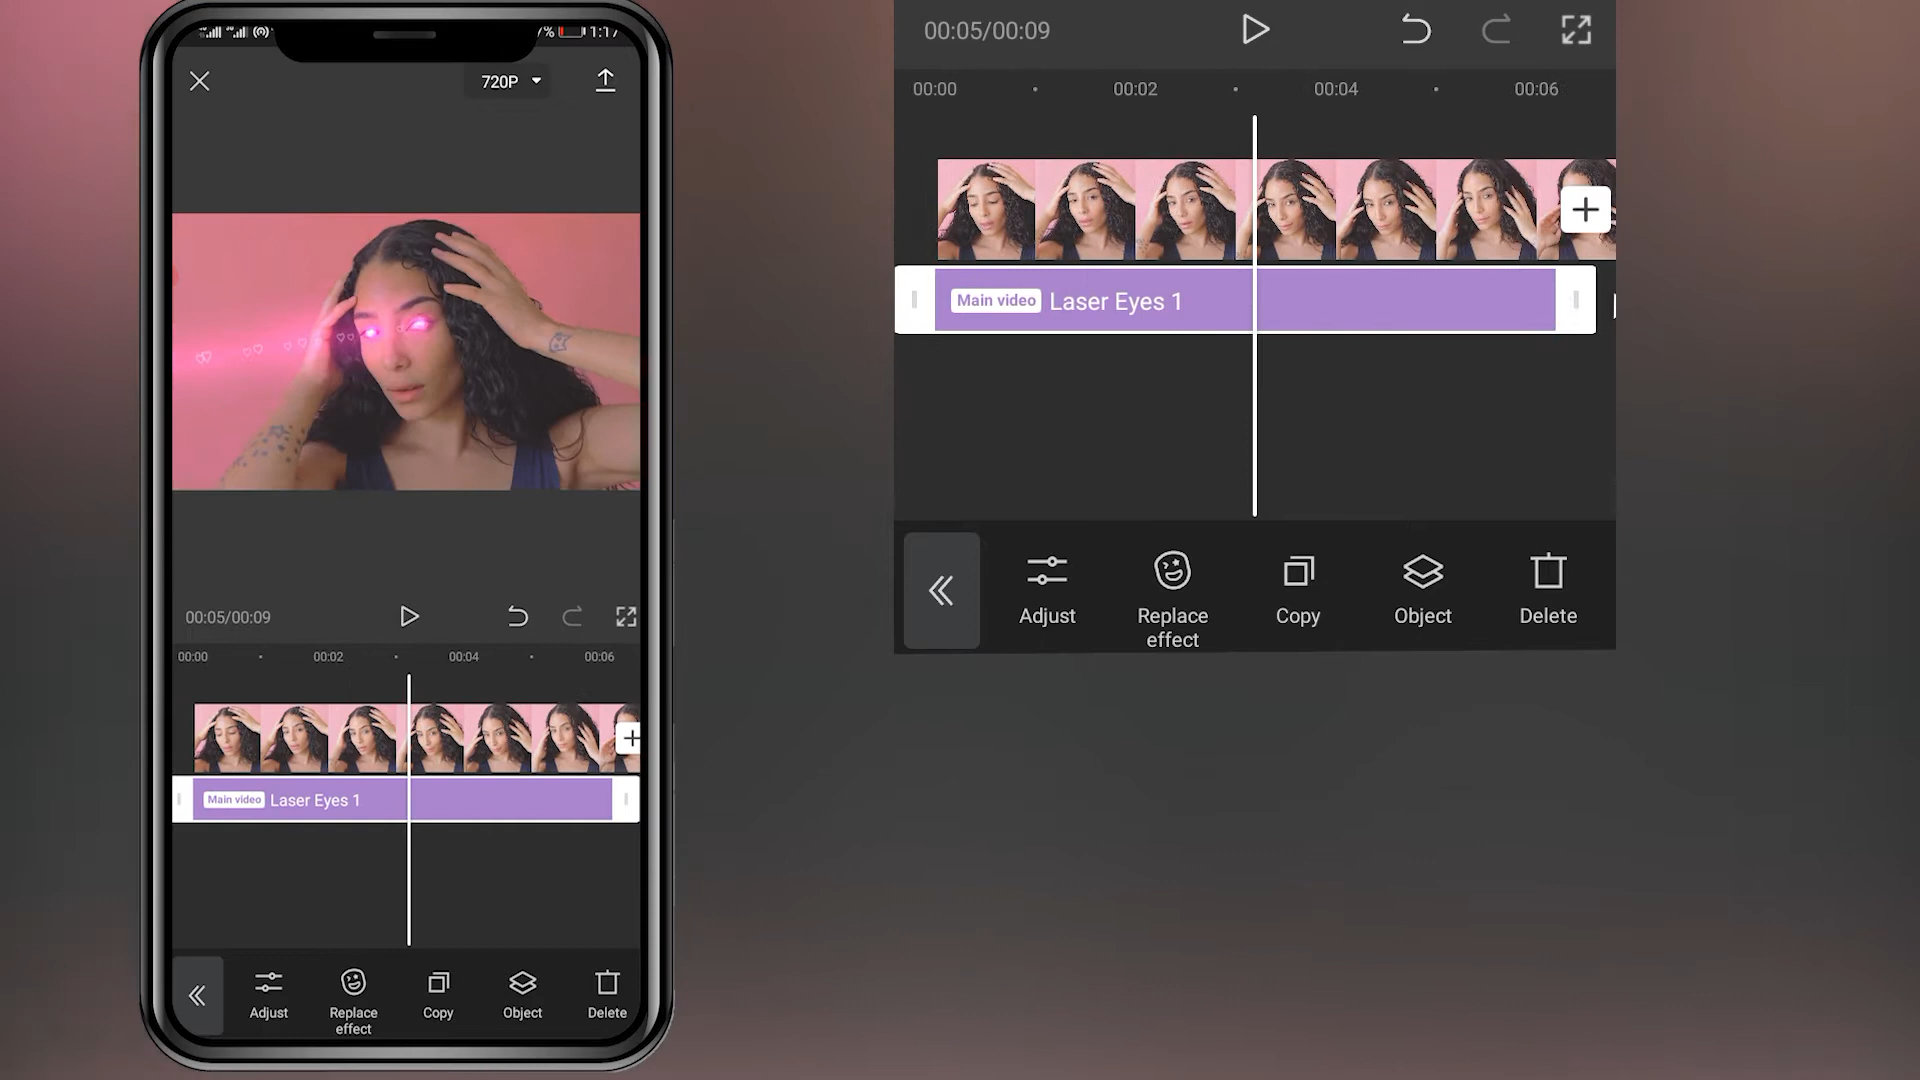 % 1:17
720P
00:05/00:09
00:00 00:02 00:04 00:06
Main video Laser Eyes 1
Adjust Replace effect Copy Object Delete
00:05/00:09
00:00 00:02 00:04 00:06
Main video Laser Eyes 1
Adjust Replace effect Copy Object Delete